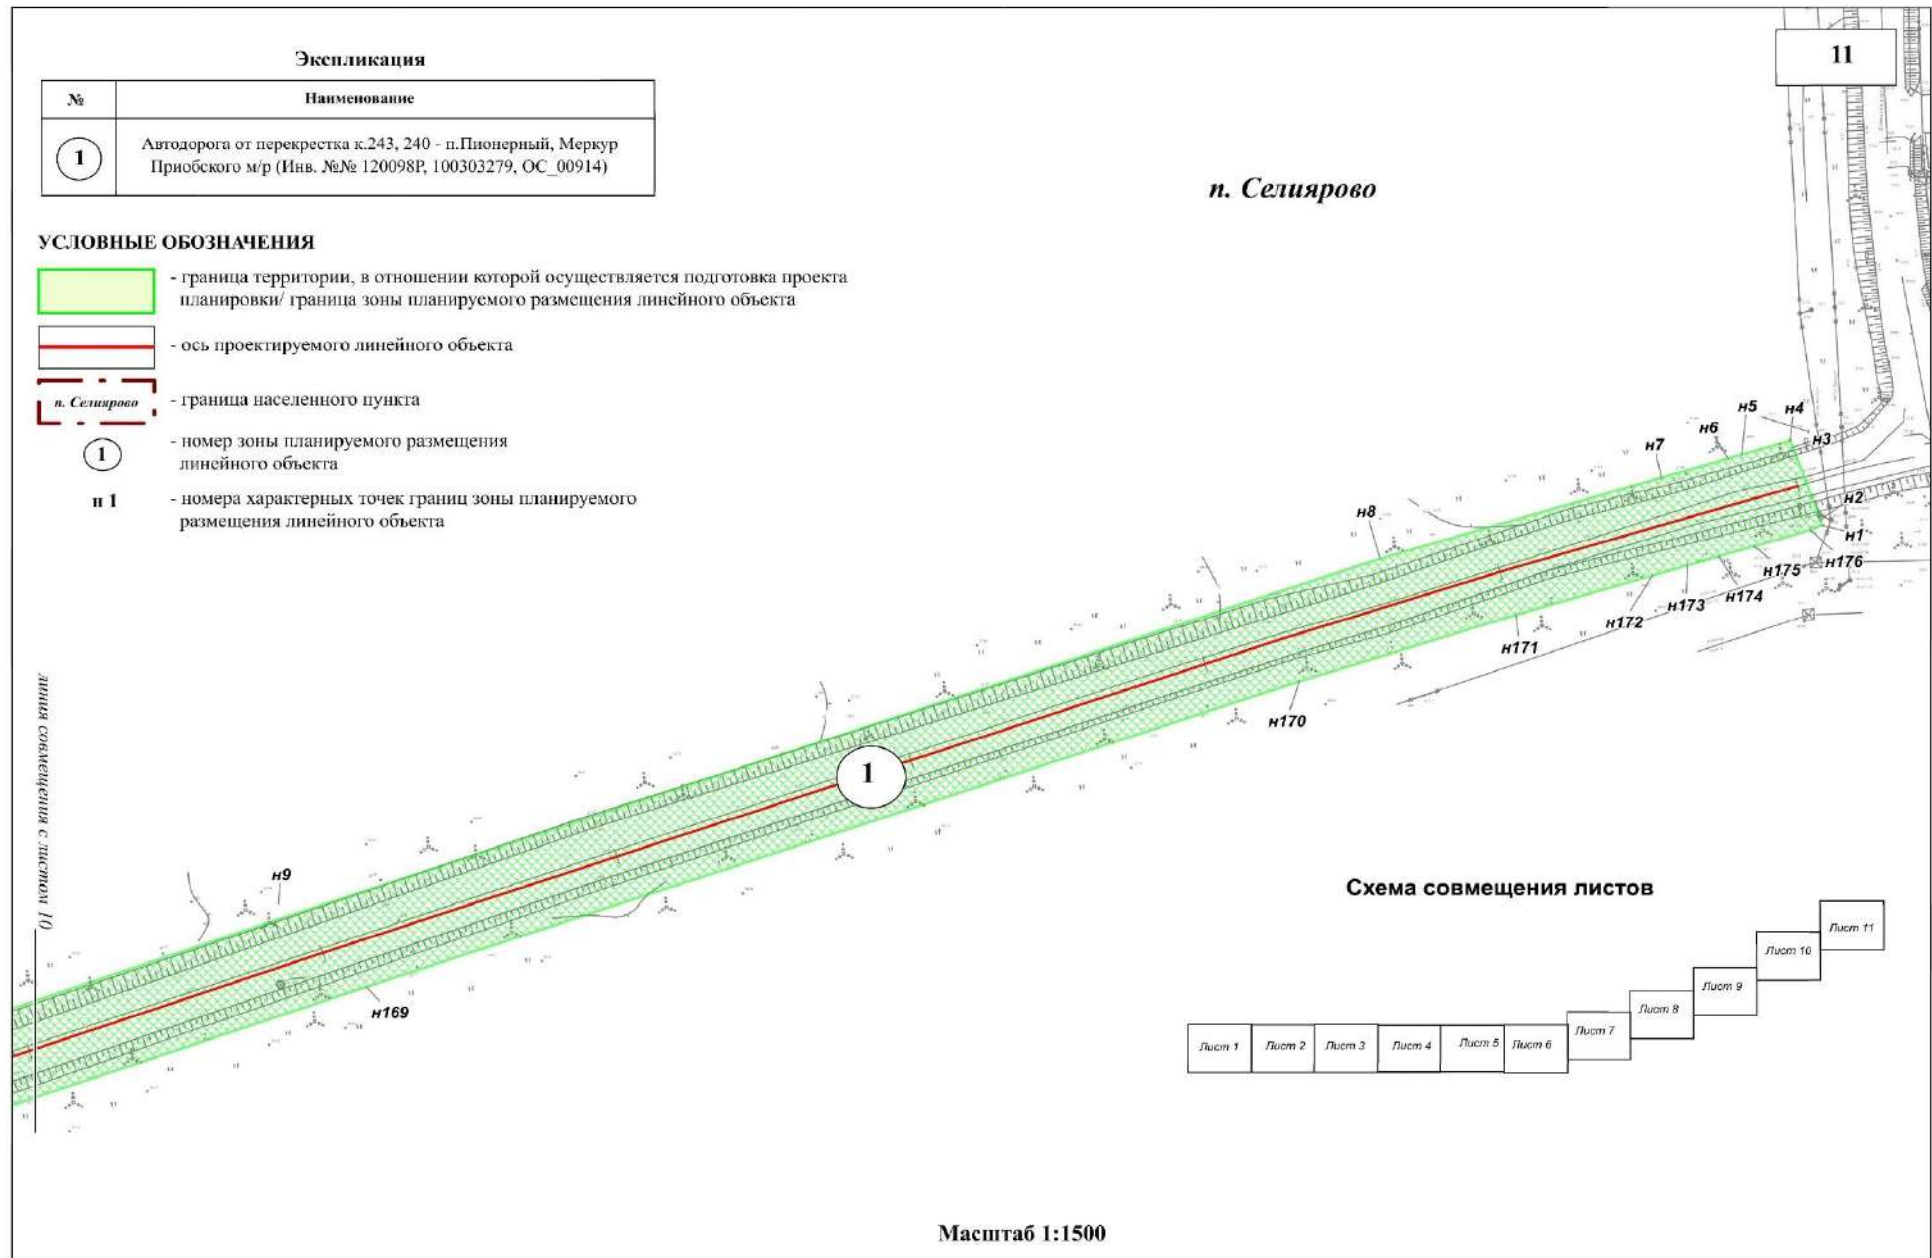 Экспликация
11
№
Наименование
1
Автодорога от перекрестка к.243, 240 - п.Пионерный, Меркур
Приобского м/р (Инв. №№ 120098Р, 100303279, ОС_00914)
п. Селиярово
УСЛОВНЫЕ ОБОЗНАЧЕНИЯ
- граница территории, в отношении которой осуществляется подготовка проекта
планировки/ граница зоны планируемого размещения линейного объекта
- ось проектируемого линейного объекта
п. Селиярово
- граница населенного пункта
1
- номер зоны планируемого размещения
линейного объекта
н 1
- номера характерных точек границ зоны планируемого
размещения линейного объекта
н5
н4
н6
н3
н7
н2
н8
н1
н176
н175
н174
н173
н172
н171
н170
1
линия совмещения с листом 10
н9
н169
Схема совмещения листов
Лист 11
Лист 10
Лист 9
Лист 8
Лист 7
Лист 1
Лист 2
Лист 3
Лист 4
Лист 5
Лист 6
Масштаб 1:1500